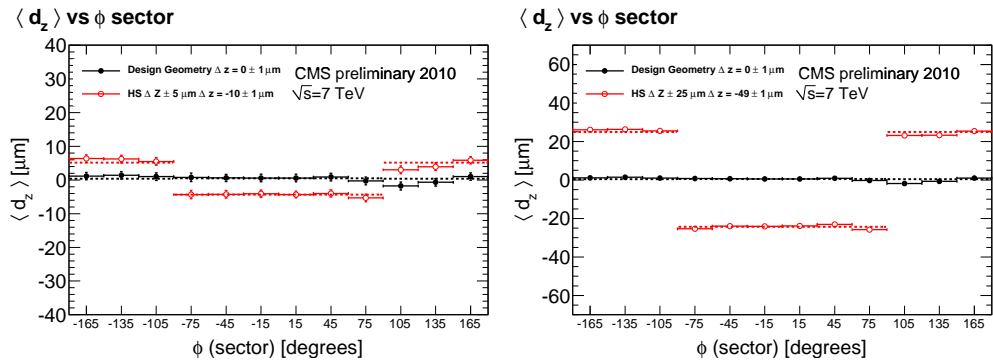 ⟨ d_z ⟩ vs ϕ sector
⟨ d_z ⟩ [μm]
40
30
20
10
0
-10
-20
-30
-40
Design Geometry Δ z = 0 ± 1 μm
HS Δ Z ± 5 μm Δ z = -10 ± 1 μm
CMS preliminary 2010
√s=7 TeV
-165 -135 -105 -75 -45 -15 15 45 75 105 135 165
ϕ (sector) [degrees]
⟨ d_z ⟩ vs ϕ sector
⟨ d_z ⟩ [μm]
60
40
20
0
-20
-40
-60
Design Geometry Δ z = 0 ± 1 μm
HS Δ Z ± 25 μm Δ z = -49 ± 1 μm
CMS preliminary 2010
√s=7 TeV
-165 -135 -105 -75 -45 -15 15 45 75 105 135 165
ϕ (sector) [degrees]